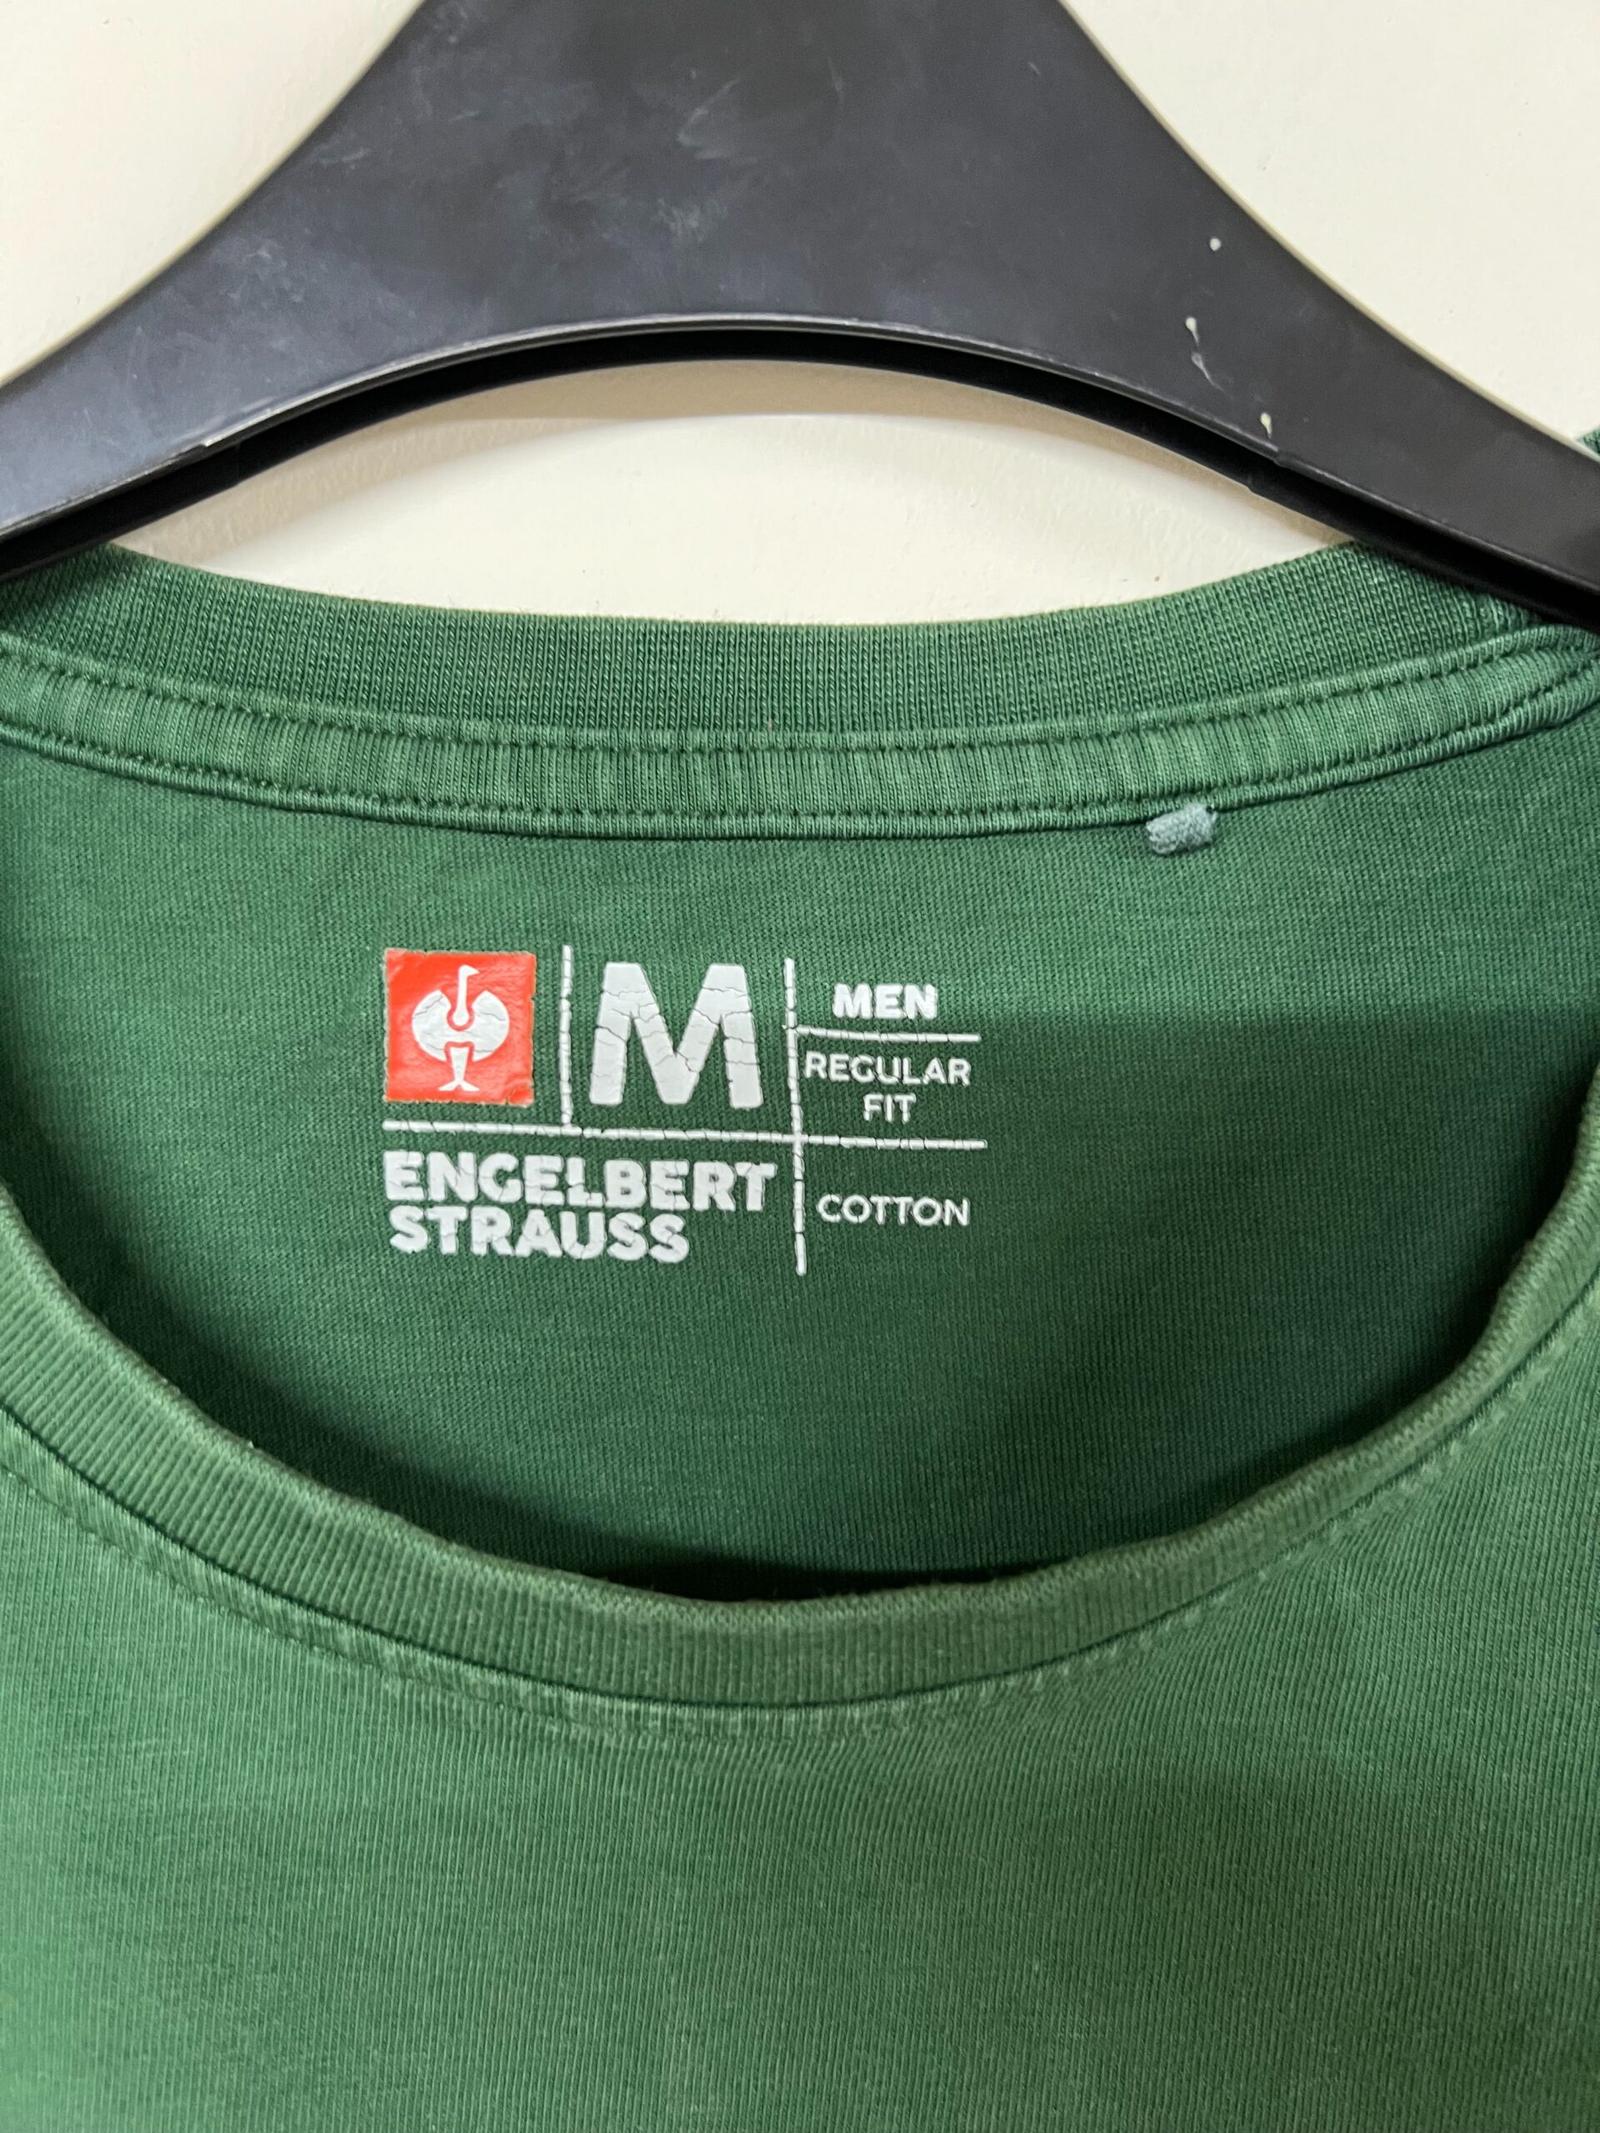 M
MEN
REGULAR
FIT
ENGELBERT
STRAUSS
COTTON